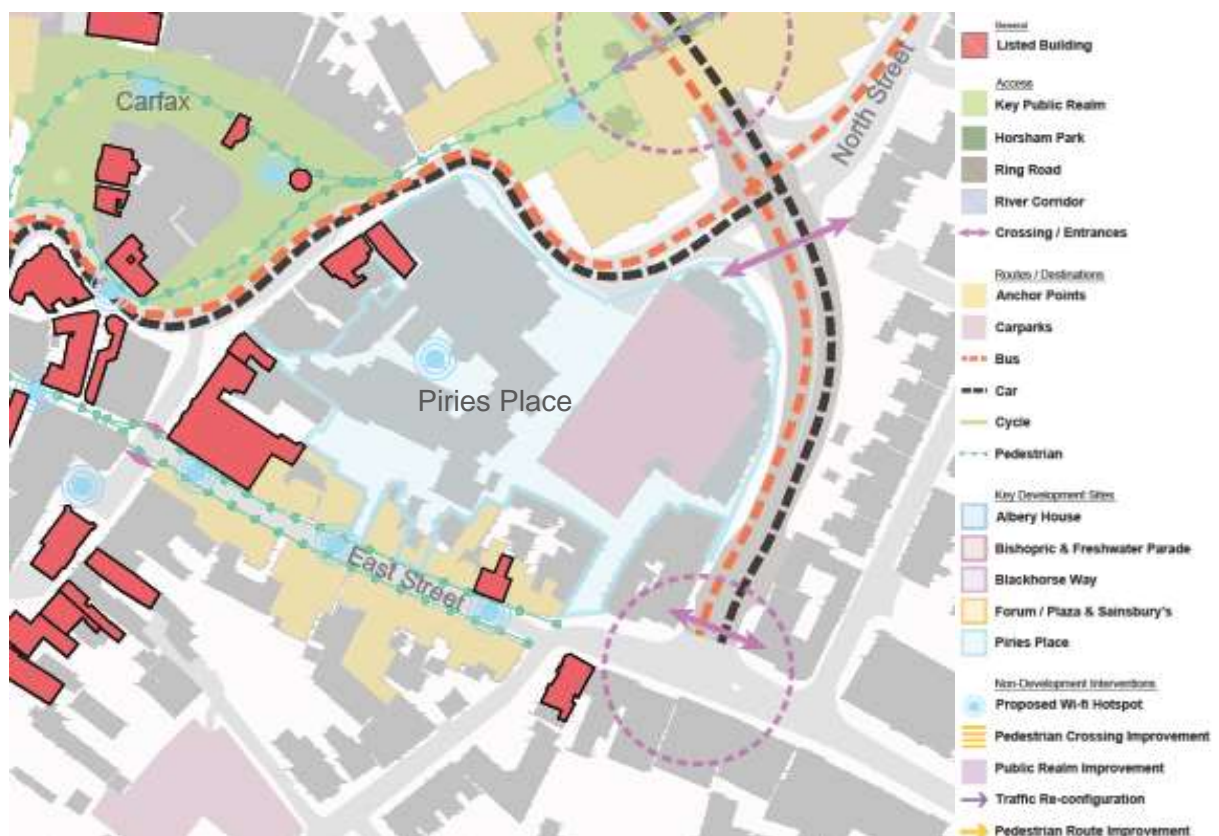 Carfax
North Street
Piries Place
East Street
General
Listed Building
Access
Key Public Realm
Horsham Park
Ring Road
River Corridor
Crossing / Entrances
Routes / Destinations
Anchor Points
Carparks
Bus
Car
Cycle
Pedestrian
Key Development Sites
Albery House
Bishopric & Freshwater Parade
Blackhorse Way
Forum / Plaza & Sainsbury's
Piries Place
Non-Development Interventions
Proposed Wi-fi Hotspot
Pedestrian Crossing Improvement
Public Realm Improvement
Traffic Re-configuration
Pedestrian Route Improvement